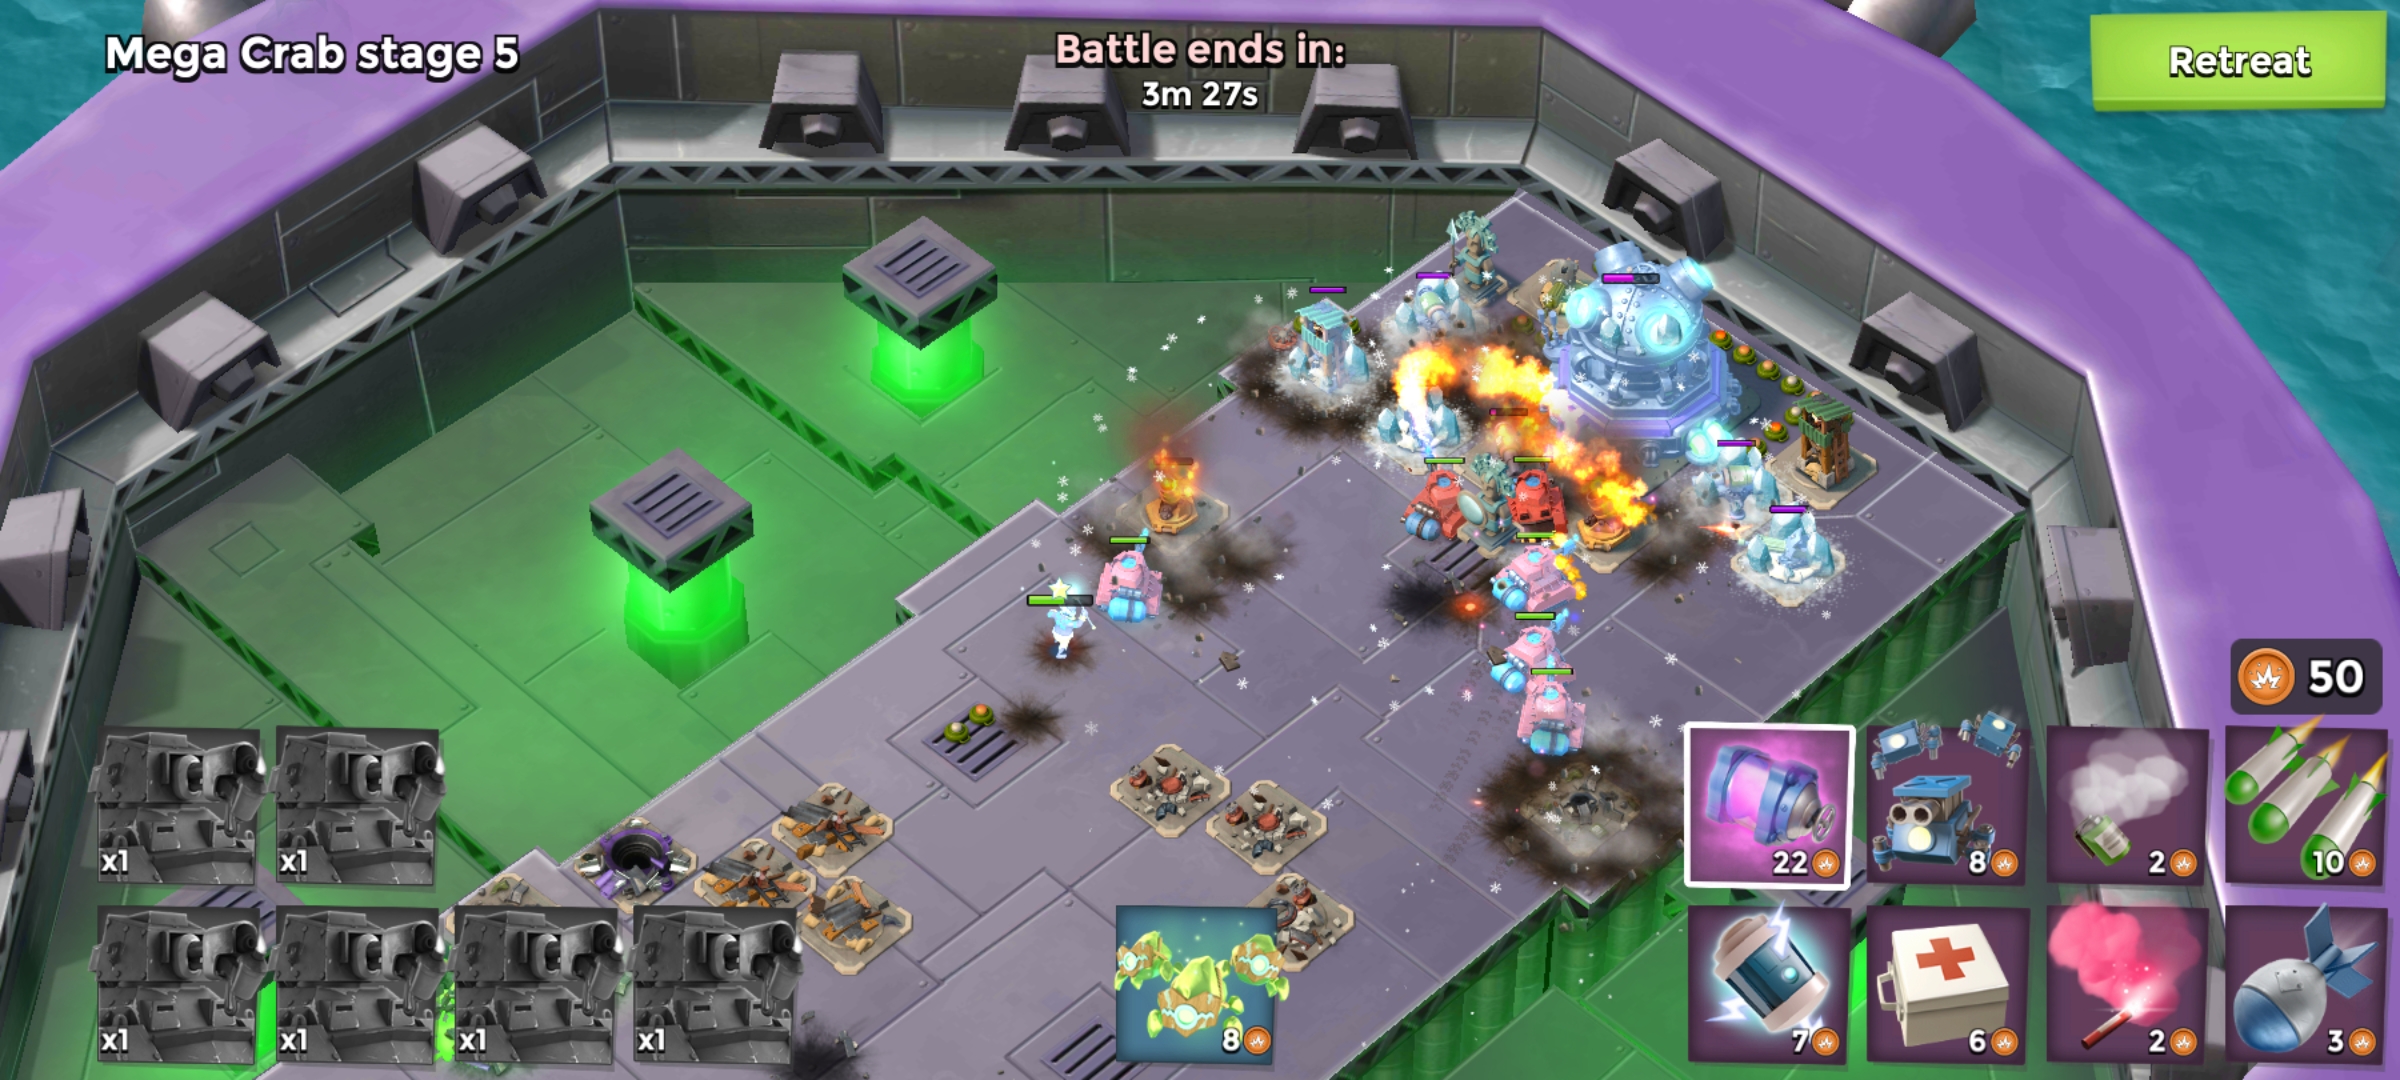 Mega Crab stage 5
Battle ends in:
3m 27s
Retreat
50
x1
x1
22
8
2
10
x1
x1
x1
x1
8
7
6
2
3